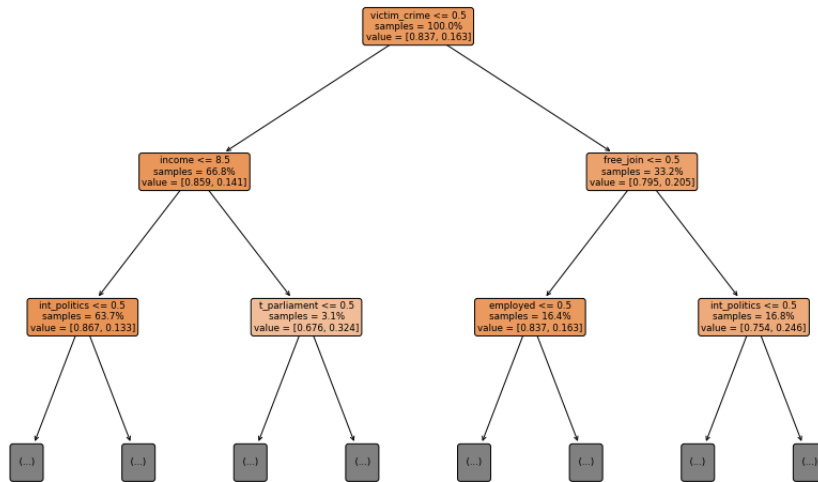 victim_crime <= 0.5
samples = 100.0%
value = [0.837, 0.163]
income <= 8.5
samples = 66.8%
value = [0.859, 0.141]
free_join <= 0.5
samples = 33.2%
value = [0.795, 0.205]
int_politics <= 0.5
samples = 63.7%
value = [0.867, 0.133]
t_parliament <= 0.5
samples = 3.1%
value = [0.676, 0.324]
employed <= 0.5
samples = 16.4%
value = [0.837, 0.163]
int_politics <= 0.5
samples = 16.8%
value = [0.754, 0.246]
(...)
(...)
(...)
(...)
(...)
(...)
(...)
(...)